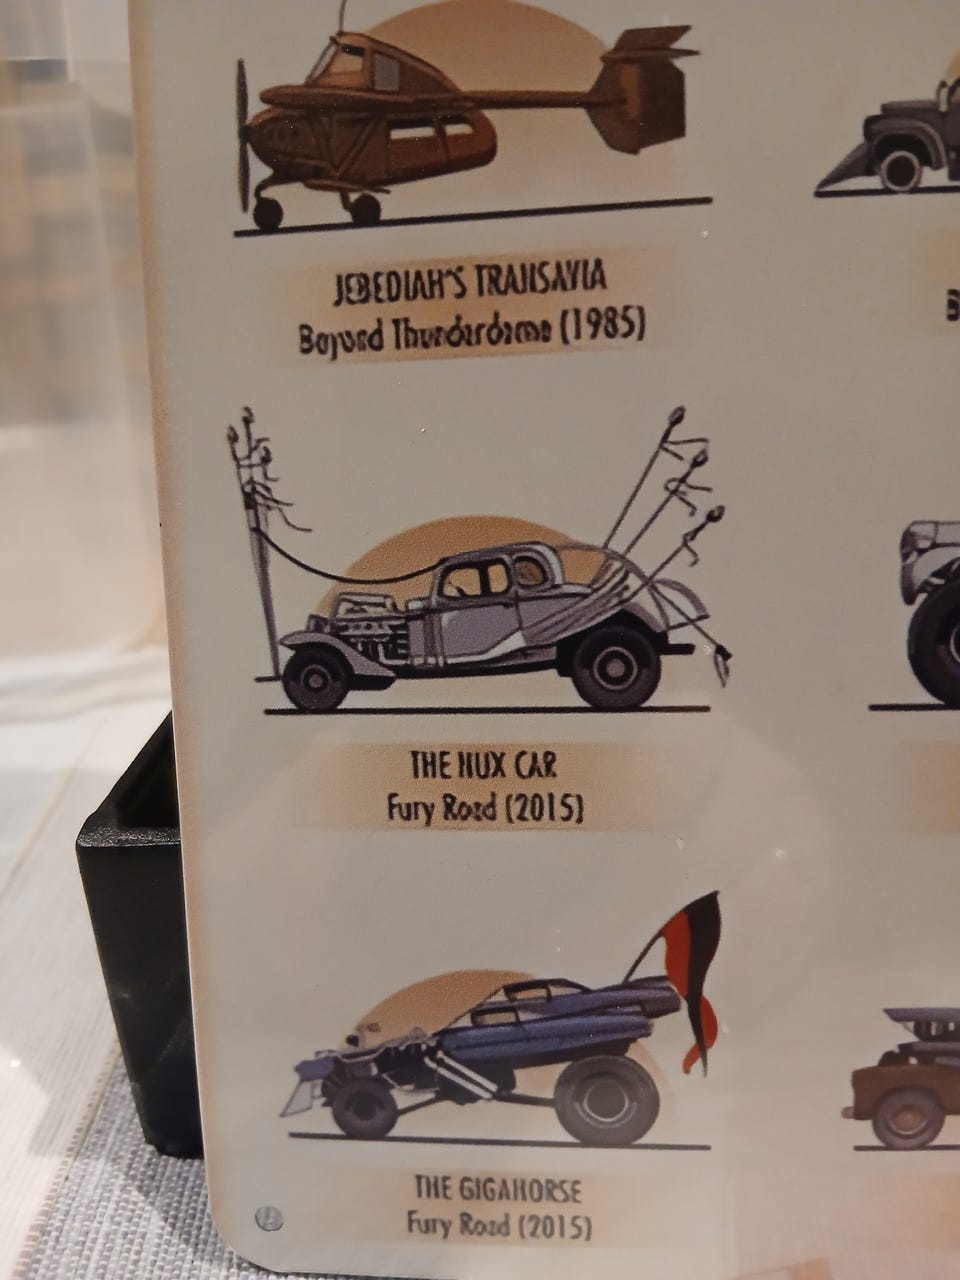 JEBEDIAH'S TRANSAVIA
Beyond Thunderdome (1985)
THE NUX CAR
Fury Road (2015)
THE GIGAHORSE
Fury Road (2015)